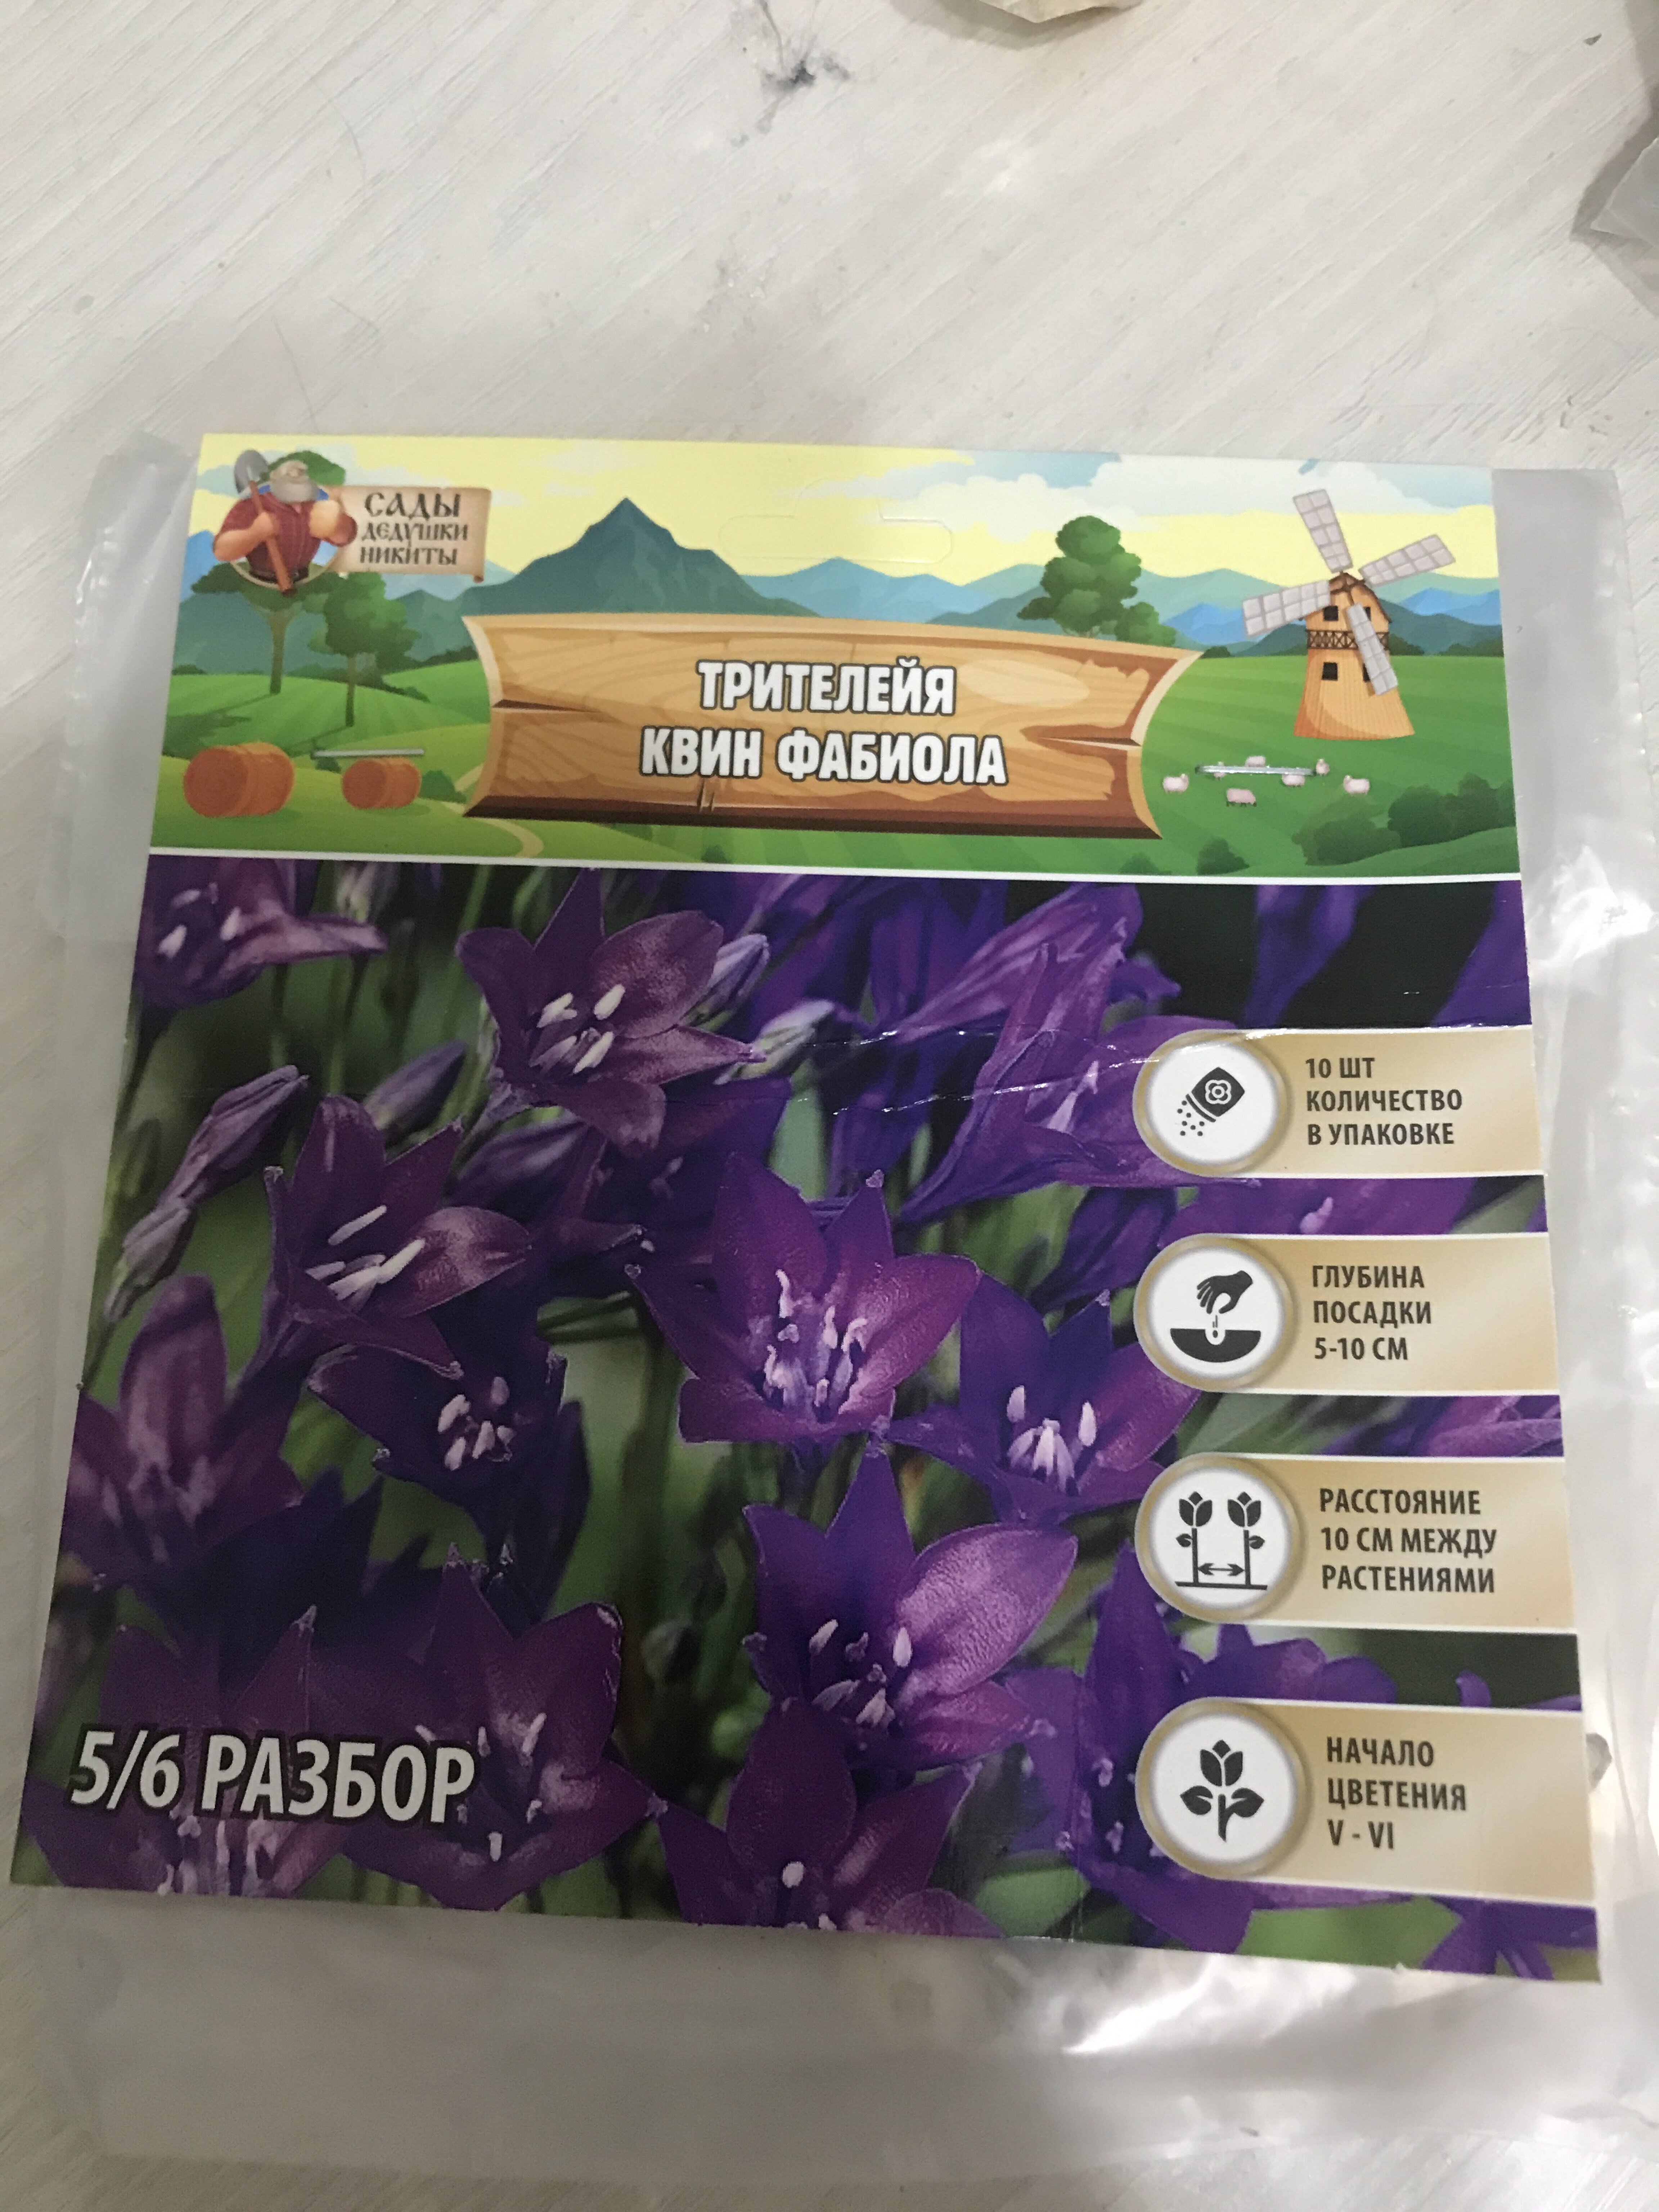 САДЫ
ДЕДУШКИ
НИКИТЫ
ТРИТЕЛЕЙЯ
КВИН ФАБИОЛА
10 ШТ
КОЛИЧЕСТВО
В УПАКОВКЕ
ГЛУБИНА
ПОСАДКИ
5-10 СМ
РАССТОЯНИЕ
10 СМ МЕЖДУ
РАСТЕНИЯМИ
НАЧАЛО
ЦВЕТЕНИЯ
V - VI
5/6 РАЗБОР